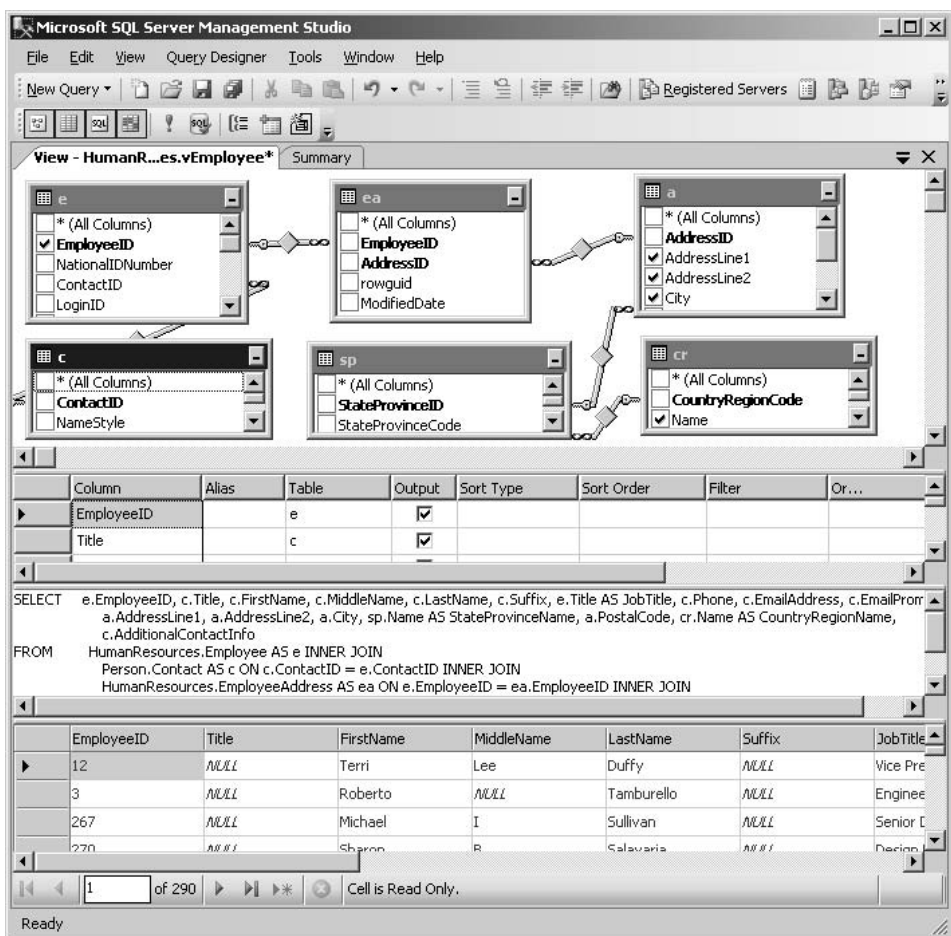 Microsoft SQL Server Management Studio
File Edit View Query Designer Tools Window Help
New Query Registered Servers
SQL SQL
View - HumanR...es.vEmployee* Summary
e
* (All Columns)
EmployeeID
NationalIDNumber
ContactID
LoginID
ea
* (All Columns)
EmployeeID
AddressID
rowguid
ModifiedDate
a
* (All Columns)
AddressID
AddressLine1
AddressLine2
City
c
* (All Columns)
ContactID
NameStyle
sp
* (All Columns)
StateProvinceID
StateProvinceCode
cr
* (All Columns)
CountryRegionCode
Name
Column Alias Table Output Sort Type Sort Order Filter Or...
EmployeeID e
Title c
SELECT e.EmployeeID, c.Title, c.FirstName, c.MiddleName, c.LastName, c.Suffix, e.Title AS JobTitle, c.Phone, c.EmailAddress, c.EmailProm
a.AddressLine1, a.AddressLine2, a.City, sp.Name AS StateProvinceName, a.PostalCode, cr.Name AS CountryRegionName,
c.AdditionalContactInfo
FROM HumanResources.Employee AS e INNER JOIN
Person.Contact AS c ON c.ContactID = e.ContactID INNER JOIN
HumanResources.EmployeeAddress AS ea ON e.EmployeeID = ea.EmployeeID INNER JOIN
EmployeeID Title FirstName MiddleName LastName Suffix JobTitle
12 NULL Terri Lee Duffy NULL Vice Pre
3 NULL Roberto NULL Tamburello NULL Enginee
267 NULL Michael I Sullivan NULL Senior D
270 NULL Sharon B Salavaria NULL Design
1 of 290 Cell is Read Only.
Ready